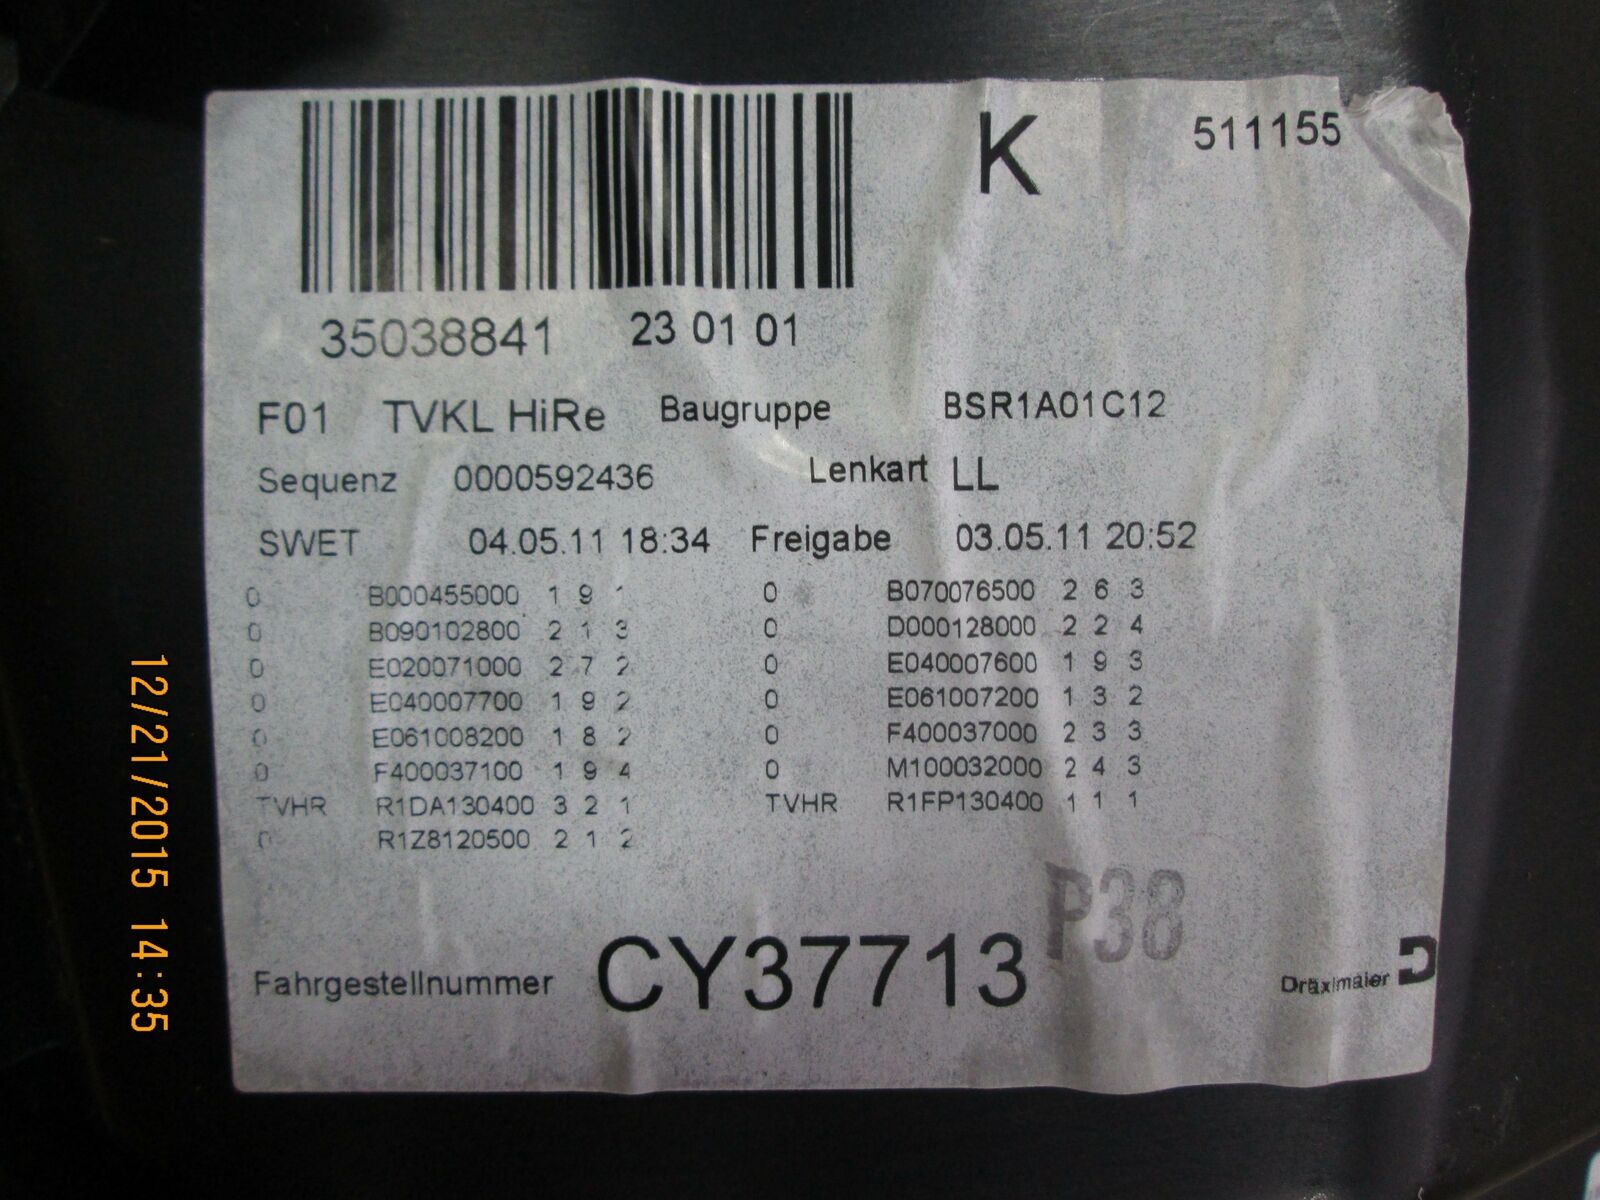 K 511155
35038841 23 01 01
F01 TVKL HiRe Baugruppe BSR1A01C12
Sequenz 0000592436 Lenkart LL
SWET 04.05.11 18:34 Freigabe 03.05.11 20:52
0 B000455000 1 9 1 0 B070076500 2 6 3
0 B090102800 2 1 3 0 D000128000 2 2 4
0 E020071000 2 7 2 0 E040007600 1 9 3
0 E040007700 1 9 2 0 E061007200 1 3 2
0 E061008200 1 8 2 0 F400037000 2 3 3
0 F400037100 1 9 4 0 M100032000 2 4 3
TVHR R1DA130400 3 2 1 TVHR R1FP130400 1 1 1
0 R1Z8120500 2 1 2
P38
Fahrgestellnummer CY37713 Dräxlmaier
12/21/2015 14:35